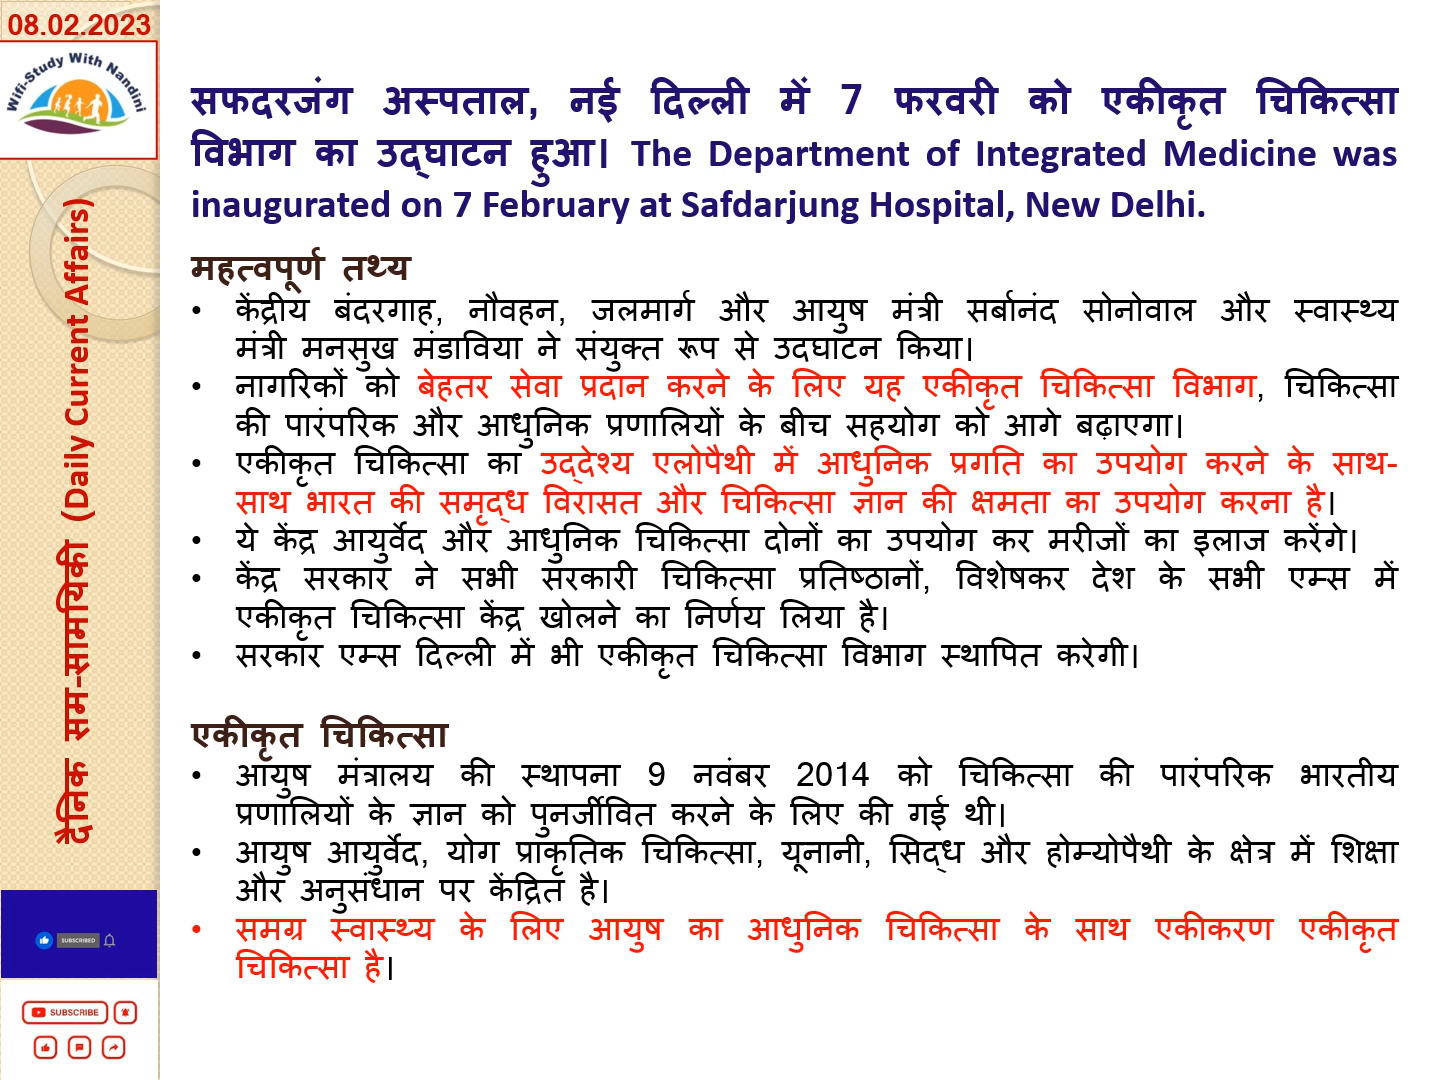 08.02.2023
Wifi-Study With Nandini
दैनिक सम-सामयिकी (Daily Current Affairs)
SUBSCRIBED
SUBSCRIBE
सफदरजंग अस्पताल, नई दिल्ली में 7 फरवरी को एकीकृत चिकित्सा
विभाग का उद्घाटन हुआ। The Department of Integrated Medicine was
inaugurated on 7 February at Safdarjung Hospital, New Delhi.
महत्वपूर्ण तथ्य
• केंद्रीय बंदरगाह, नौवहन, जलमार्ग और आयुष मंत्री सर्बानंद सोनोवाल और स्वास्थ्य
मंत्री मनसुख मंडाविया ने संयुक्त रूप से उदघाटन किया।
• नागरिकों को बेहतर सेवा प्रदान करने के लिए यह एकीकृत चिकित्सा विभाग, चिकित्सा
की पारंपरिक और आधुनिक प्रणालियों के बीच सहयोग को आगे बढ़ाएगा।
• एकीकृत चिकित्सा का उद्देश्य एलोपैथी में आधुनिक प्रगति का उपयोग करने के साथ-
साथ भारत की समृद्ध विरासत और चिकित्सा ज्ञान की क्षमता का उपयोग करना है।
• ये केंद्र आयुर्वेद और आधुनिक चिकित्सा दोनों का उपयोग कर मरीजों का इलाज करेंगे।
• केंद्र सरकार ने सभी सरकारी चिकित्सा प्रतिष्ठानों, विशेषकर देश के सभी एम्स में
एकीकृत चिकित्सा केंद्र खोलने का निर्णय लिया है।
• सरकार एम्स दिल्ली में भी एकीकृत चिकित्सा विभाग स्थापित करेगी।
एकीकृत चिकित्सा
• आयुष मंत्रालय की स्थापना 9 नवंबर 2014 को चिकित्सा की पारंपरिक भारतीय
प्रणालियों के ज्ञान को पुनर्जीवित करने के लिए की गई थी।
• आयुष आयुर्वेद, योग प्राकृतिक चिकित्सा, यूनानी, सिद्ध और होम्योपैथी के क्षेत्र में शिक्षा
और अनुसंधान पर केंद्रित है।
• समग्र स्वास्थ्य के लिए आयुष का आधुनिक चिकित्सा के साथ एकीकरण एकीकृत
चिकित्सा है।